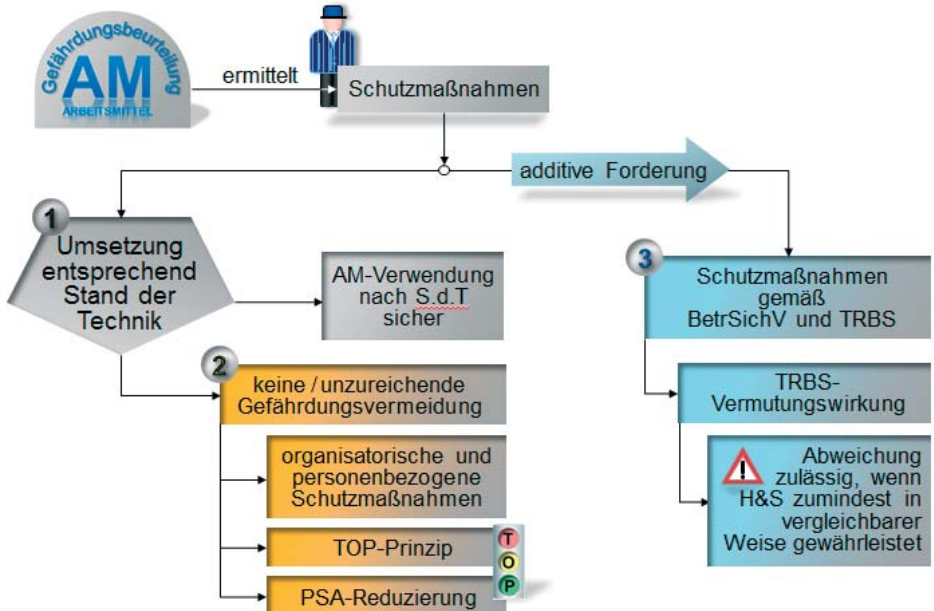 Gefährdungsbeurteilung
AM
ARBEITSMITTEL
ermittelt
Schutzmaßnahmen
additive Forderung
1
Umsetzung
entsprechend
Stand der
Technik
AM-Verwendung
nach S.d.T
sicher
2
keine / unzureichende
Gefährdungsvermeidung
organisatorische und
personenbezogene
Schutzmaßnahmen
TOP-Prinzip
T
O
P
PSA-Reduzierung
3
Schutzmaßnahmen
gemäß
BetrSichV und TRBS
TRBS-
Vermutungswirkung
!
Abweichung
zulässig, wenn
H&S zumindest in
vergleichbarer
Weise gewährleistet